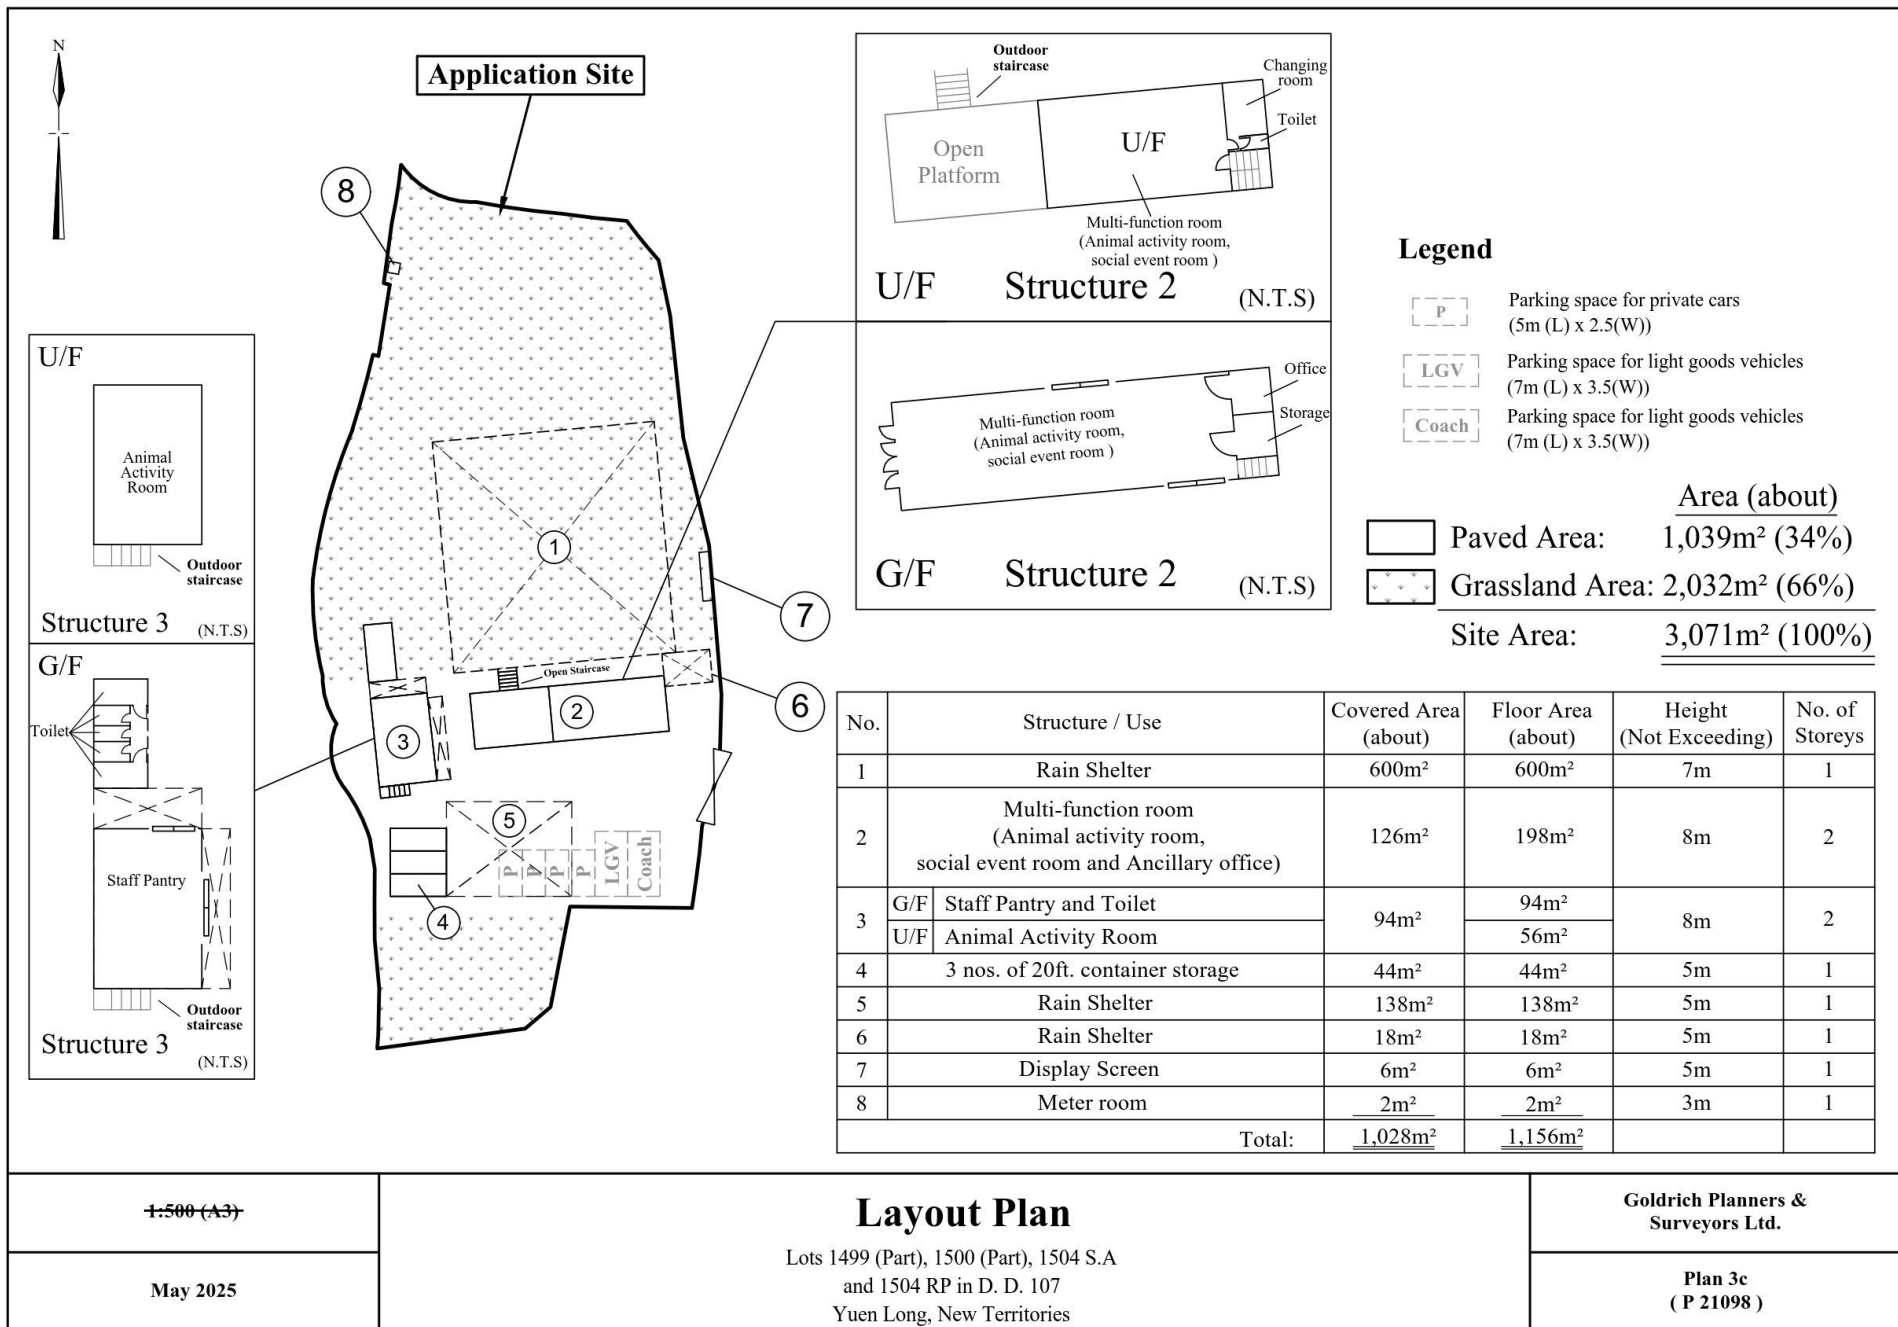 N
Application Site
8
1
7
6
Open Staircase
2
3
5
4
P
P
P
P
LGV
Coach
U/F
Animal
Activity
Room
Outdoor
staircase
Structure 3
(N.T.S)
G/F
Toilet
Staff Pantry
Outdoor
staircase
Structure 3
(N.T.S)
Outdoor
staircase
Changing
room
Toilet
Open
Platform
U/F
Multi-function room
(Animal activity room,
social event room )
U/F Structure 2 (N.T.S)
Office
Storage
Multi-function room
(Animal activity room,
social event room )
G/F Structure 2 (N.T.S)
Legend
P Parking space for private cars
(5m (L) x 2.5(W))
LGV Parking space for light goods vehicles
(7m (L) x 3.5(W))
Coach Parking space for light goods vehicles
(7m (L) x 3.5(W))
Area (about)
Paved Area: 1,039m² (34%)
Grassland Area: 2,032m² (66%)
Site Area: 3,071m² (100%)
No. Structure / Use Covered Area (about) Floor Area (about) Height (Not Exceeding) No. of Storeys
1 Rain Shelter 600m² 600m² 7m 1
2 Multi-function room (Animal activity room, social event room and Ancillary office) 126m² 198m² 8m 2
3 G/F Staff Pantry and Toilet 94m² 94m² 8m 2
U/F Animal Activity Room 56m²
4 3 nos. of 20ft. container storage 44m² 44m² 5m 1
5 Rain Shelter 138m² 138m² 5m 1
6 Rain Shelter 18m² 18m² 5m 1
7 Display Screen 6m² 6m² 5m 1
8 Meter room 2m² 2m² 3m 1
Total: 1,028m² 1,156m²
1:500 (A3)
May 2025
Layout Plan
Lots 1499 (Part), 1500 (Part), 1504 S.A
and 1504 RP in D. D. 107
Yuen Long, New Territories
Goldrich Planners &
Surveyors Ltd.
Plan 3c
( P 21098 )